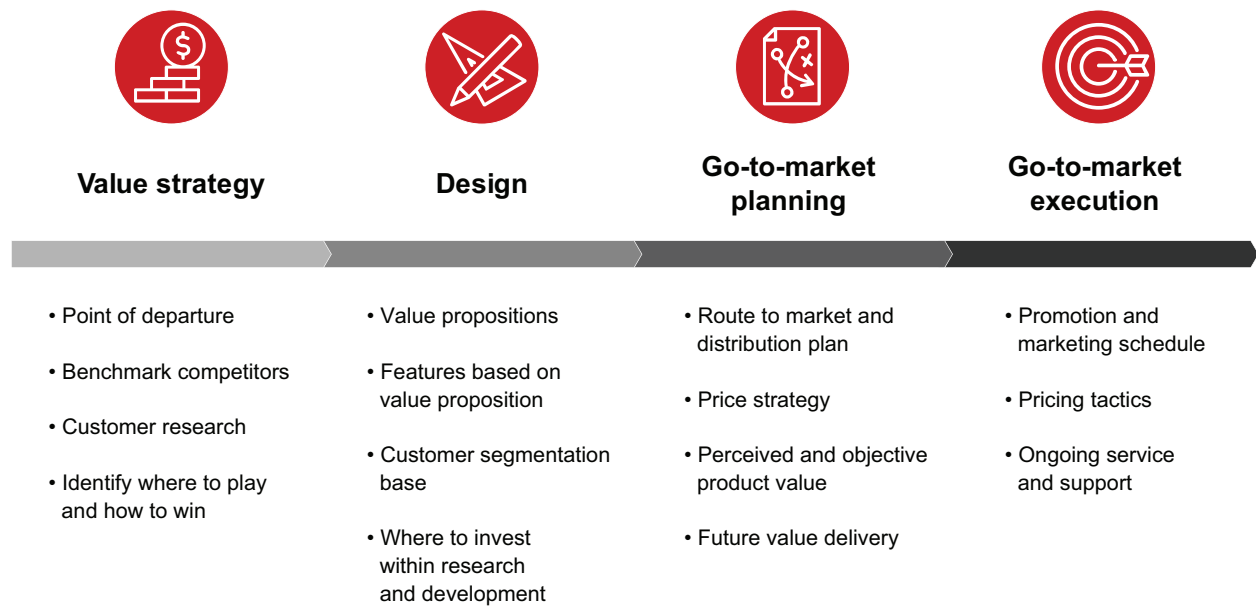 $
Value strategy
Design
Go-to-market
planning
Go-to-market
execution
• Point of departure
• Benchmark competitors
• Customer research
• Identify where to play
and how to win
• Value propositions
• Features based on
value proposition
• Customer segmentation
base
• Where to invest
within research
and development
• Route to market and
distribution plan
• Price strategy
• Perceived and objective
product value
• Future value delivery
• Promotion and
marketing schedule
• Pricing tactics
• Ongoing service
and support